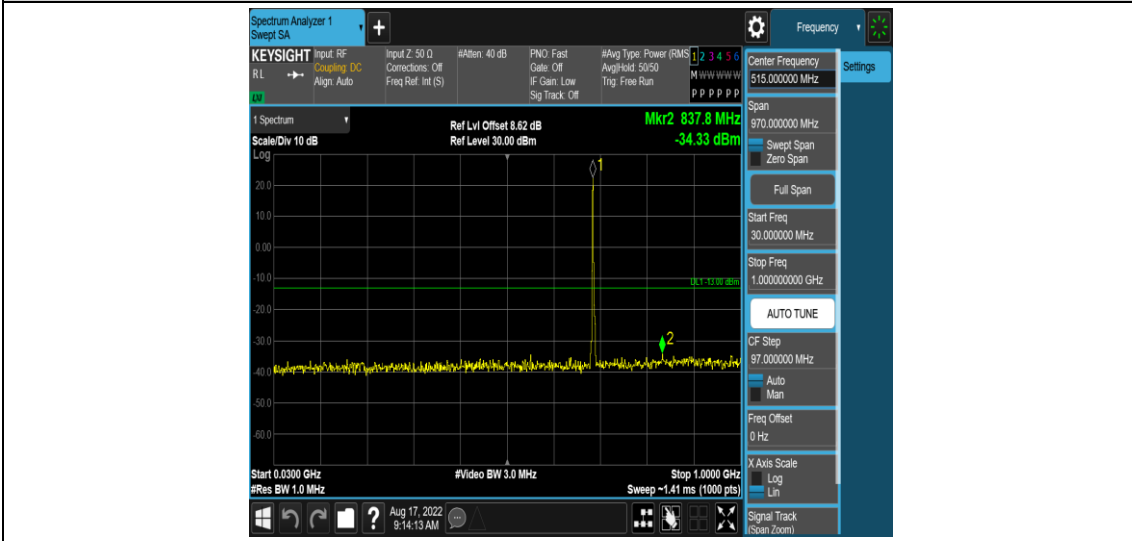 Spectrum Analyzer 1
Swept SA
Frequency
KEYSIGHT
R L
Input: RF
Coupling: DC
Align: Auto
Input Z: 50 Ω
Corrections: Off
Freq Ref: Int (S)
#Atten: 40 dB
PNO: Fast
Gate: Off
IF Gain: Low
Sig Track: Off
#Avg Type: Power (RMS
Avg|Hold: 50/50
Trig: Free Run
1 2 3 4 5 6
M W W W W W
P P P P P P
1 Spectrum
Scale/Div 10 dB
Log
Ref Lvl Offset 8.62 dB
Ref Level 30.00 dBm
Mkr2 837.8 MHz
-34.33 dBm
1
20.0
10.0
0.00
-10.0
DL1 -13.00 dBm
-20.0
-30.0
2
-40.0
-50.0
-60.0
Start 0.0300 GHz
#Res BW 1.0 MHz
#Video BW 3.0 MHz
Stop 1.0000 GHz
Sweep ~1.41 ms (1000 pts)
Center Frequency
515.000000 MHz
Settings
Span
970.000000 MHz
Swept Span
Zero Span
Full Span
Start Freq
30.000000 MHz
Stop Freq
1.000000000 GHz
AUTO TUNE
CF Step
97.000000 MHz
Auto
Man
Freq Offset
0 Hz
X Axis Scale
Log
Lin
Signal Track
(Span Zoom)
?
Aug 17, 2022
9:14:13 AM